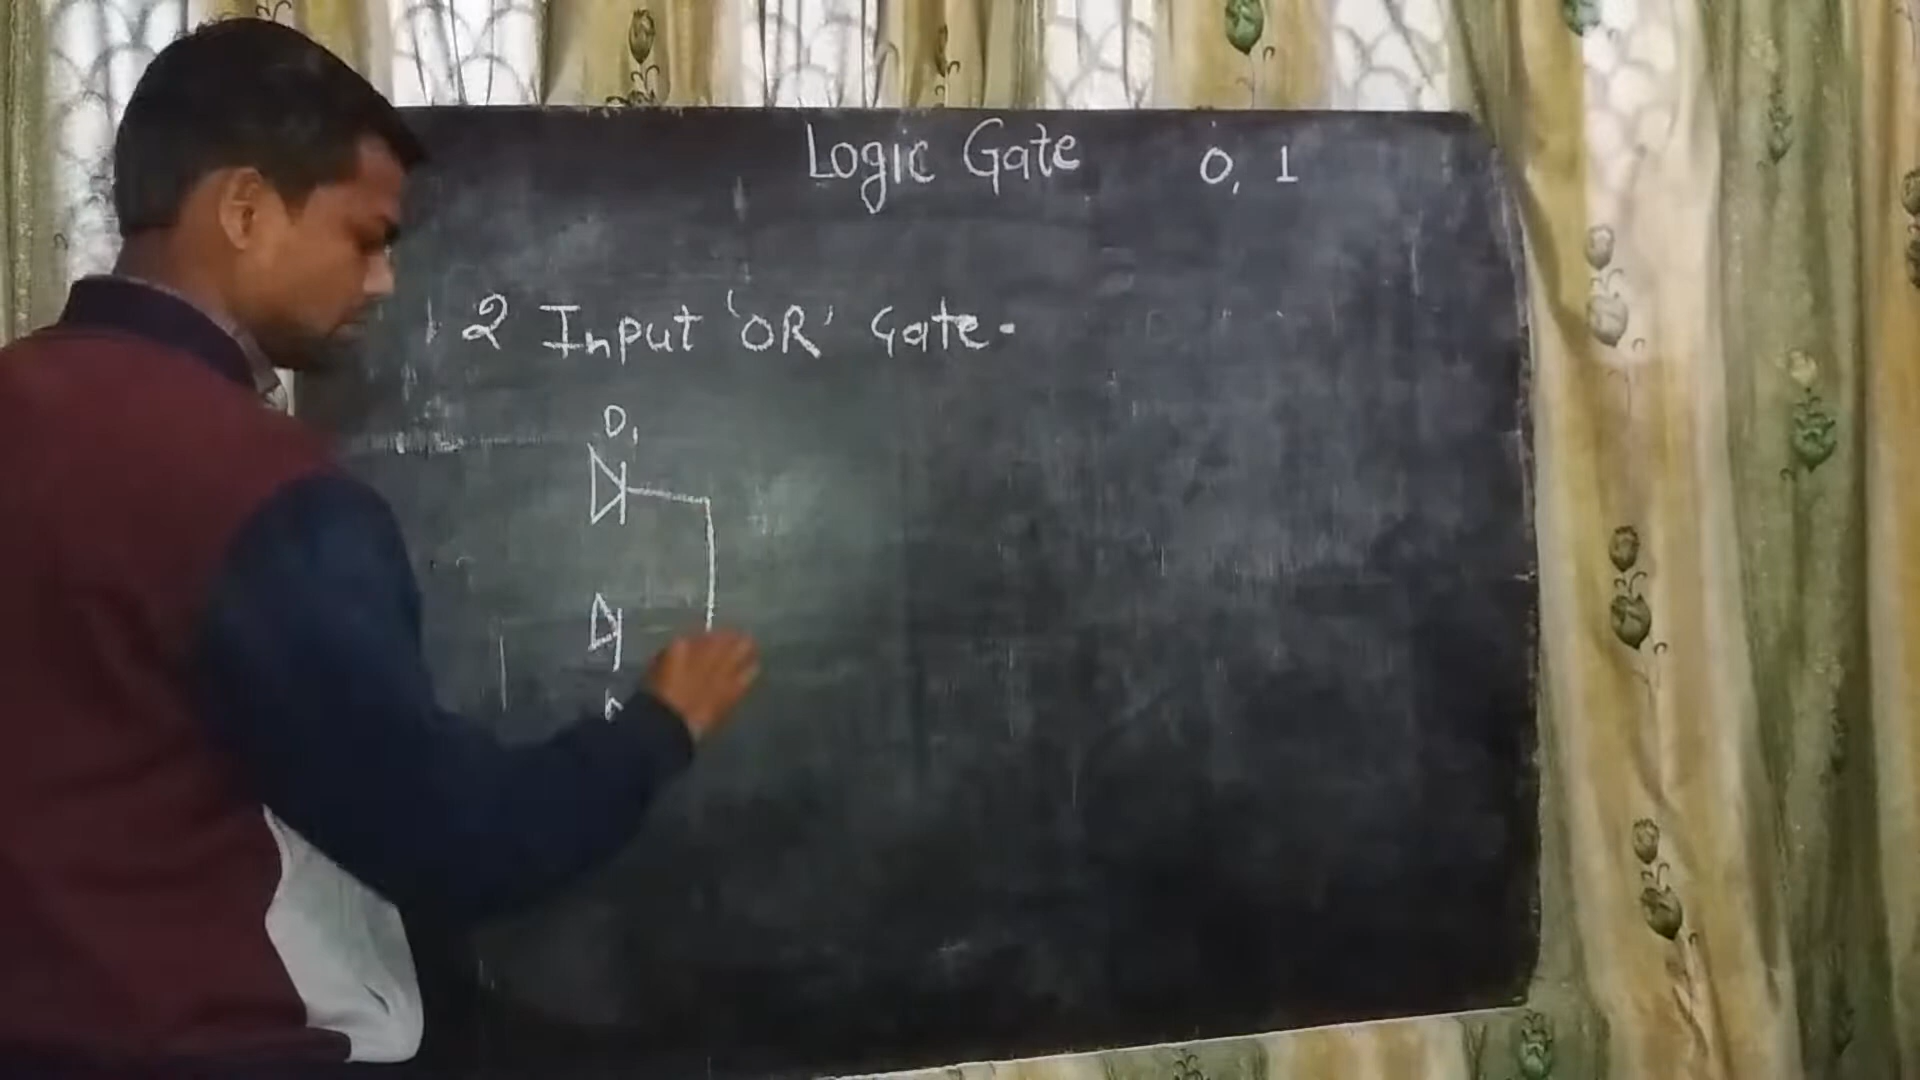 Logic Gate 0, 1
2 Input 'OR' Gate-
D1